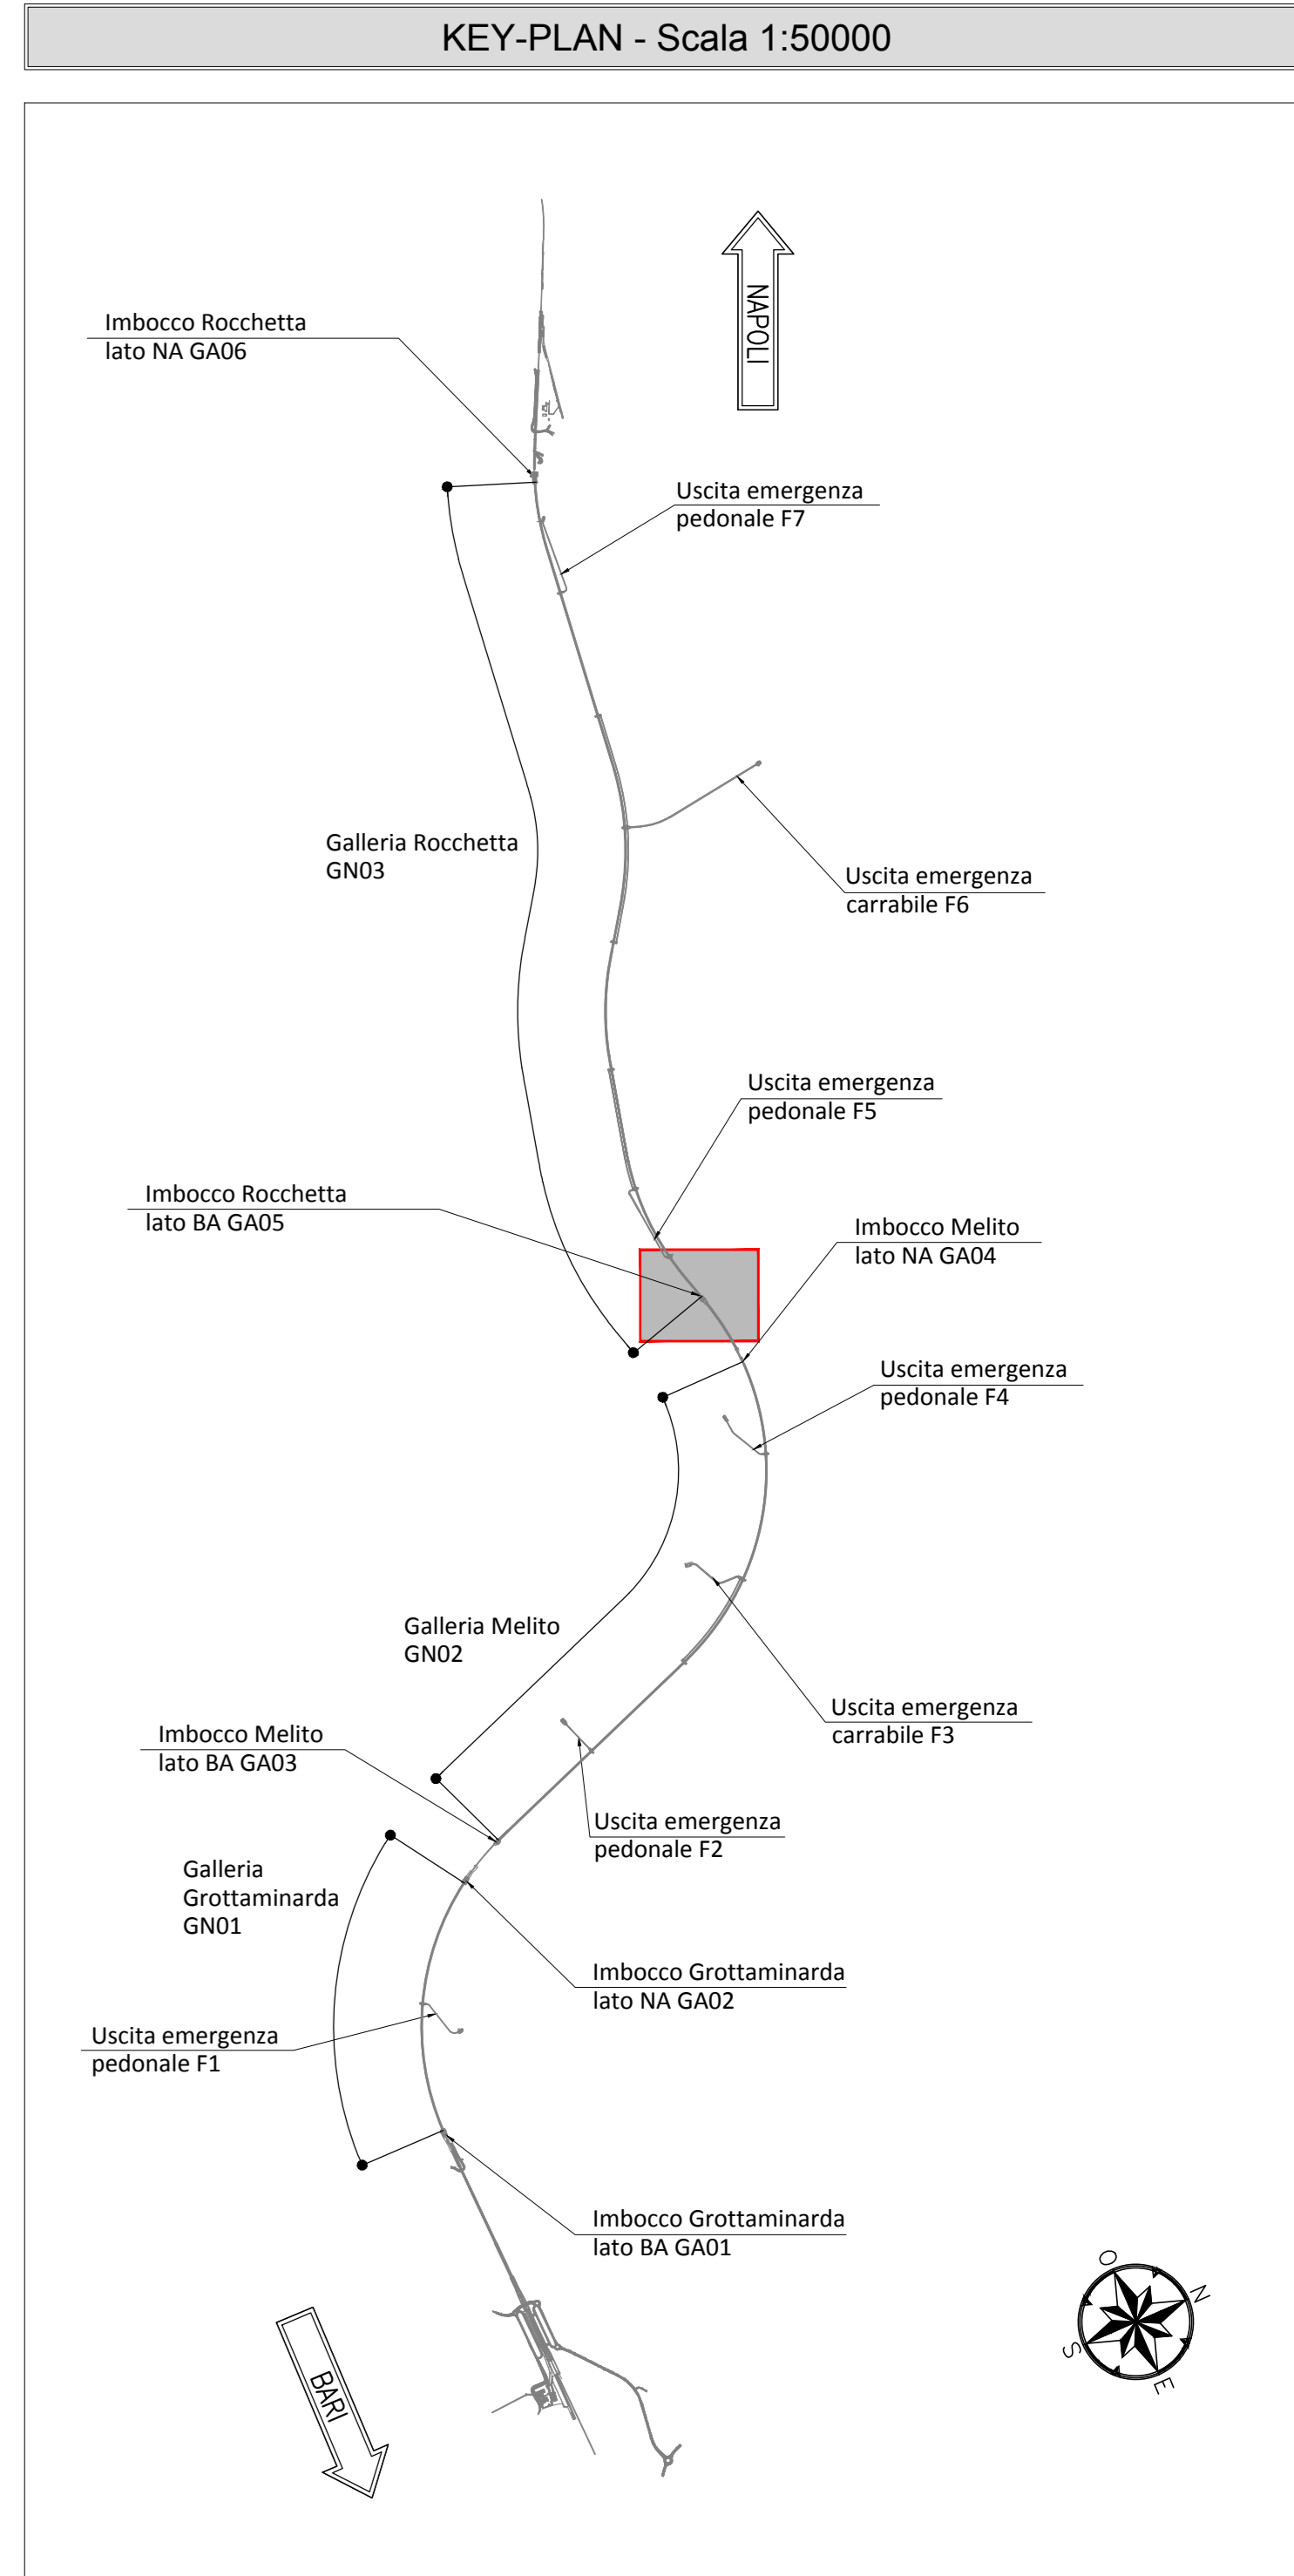 KEY-PLAN - Scala 1:50000
NAPOLI
Imbocco Rocchetta
lato NA GA06
Uscita emergenza
pedonale F7
Galleria Rocchetta
GN03
Uscita emergenza
carrabile F6
Uscita emergenza
pedonale F5
Imbocco Rocchetta
lato BA GA05
Imbocco Melito
lato NA GA04
Uscita emergenza
pedonale F4
Galleria Melito
GN02
Uscita emergenza
carrabile F3
Imbocco Melito
lato BA GA03
Uscita emergenza
pedonale F2
Galleria
Grottaminarda
GN01
Imbocco Grottaminarda
lato NA GA02
Uscita emergenza
pedonale F1
Imbocco Grottaminarda
lato BA GA01
O
N
S
E
BARI